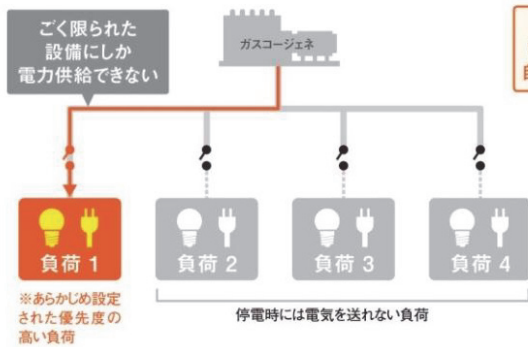 ごく限られた
設備にしか
電力供給できない
ガスコージェネ
負荷 1
負荷 2
負荷 3
負荷 4
※あらかじめ設定
された優先度の
高い負荷
停電時には電気を送れない負荷